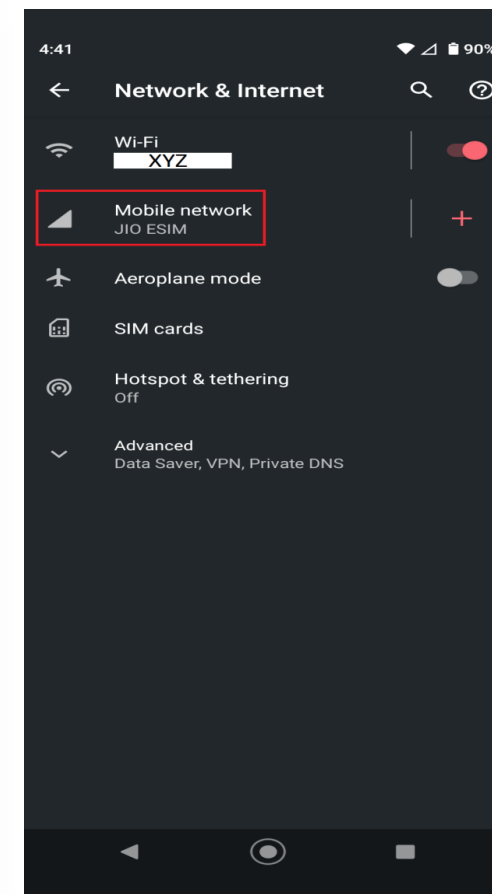 4:41
90%
Network & Internet
Wi-Fi
XYZ
Mobile network
JIO ESIM
Aeroplane mode
SIM cards
Hotspot & tethering
Off
Advanced
Data Saver, VPN, Private DNS